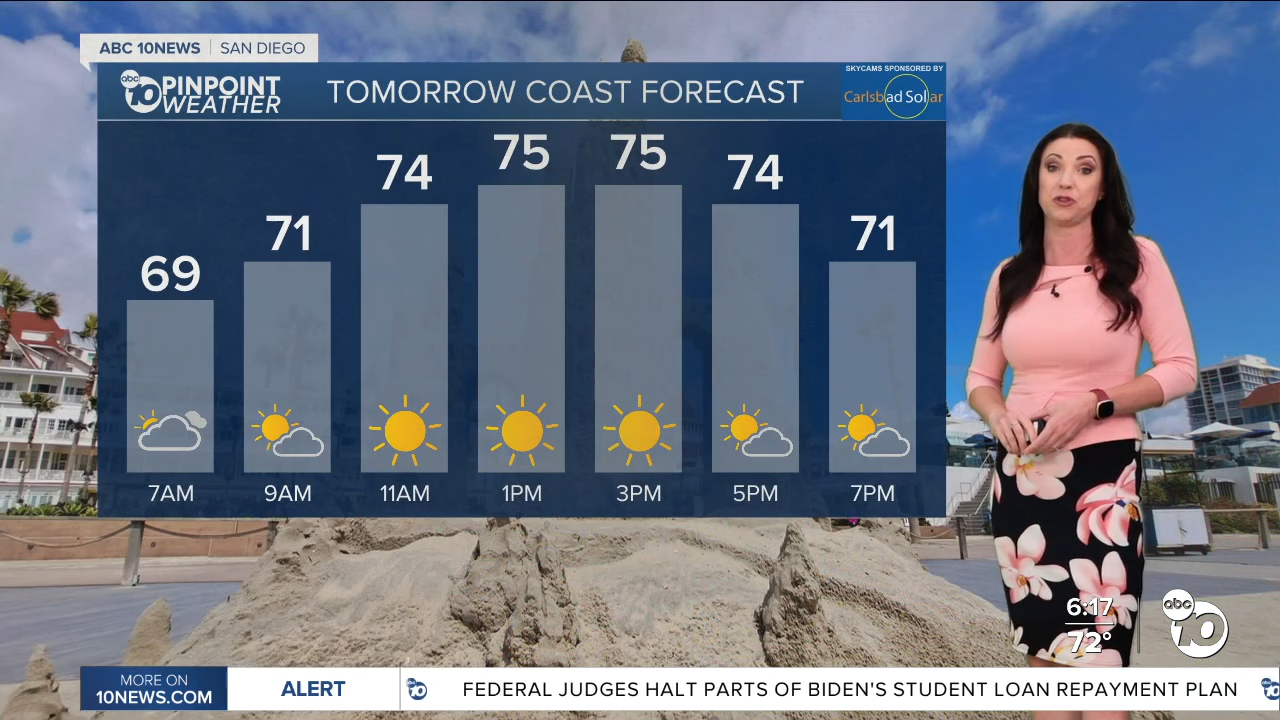 ABC 10NEWS | SAN DIEGO
abc 10 PINPOINT
WEATHER
TOMORROW COAST FORECAST
SKYCAMS SPONSORED BY
Carlsbad Solar
69
71
74
75
75
74
71
7AM
9AM
11AM
1PM
3PM
5PM
7PM
6:17
72°
abc
10
MORE ON
10NEWS.COM
ALERT
10
FEDERAL JUDGES HALT PARTS OF BIDEN'S STUDENT LOAN REPAYMENT PLAN
10